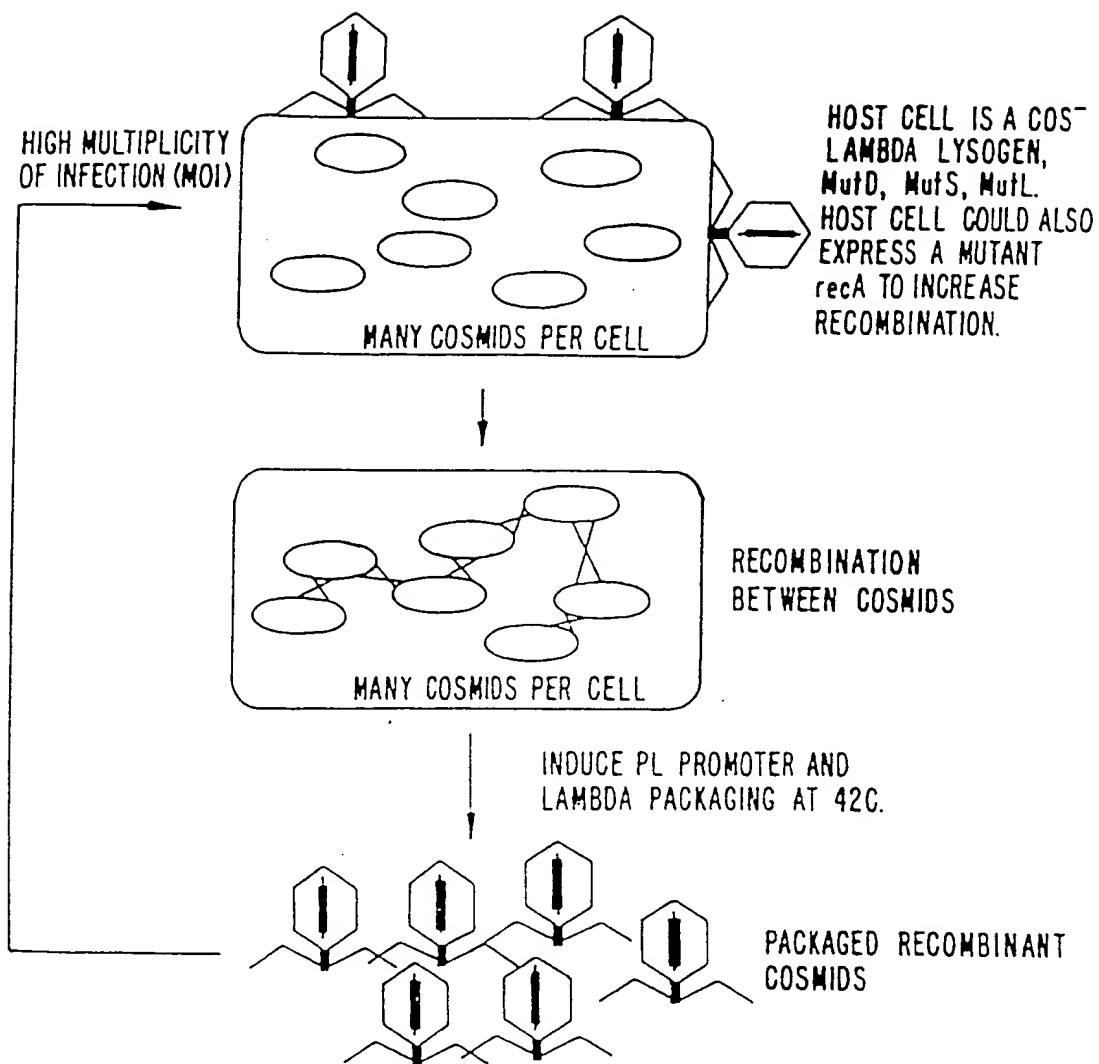 HIGH MULTIPLICITY
OF INFECTION (MOI)
HOST CELL IS A COS⁻
LAMBDA LYSOGEN,
MutD, MutS, MutL.
HOST CELL COULD ALSO
EXPRESS A MUTANT
recA TO INCREASE
RECOMBINATION.
MANY COSMIDS PER CELL
RECOMBINATION
BETWEEN COSMIDS
MANY COSMIDS PER CELL
INDUCE PL PROMOTER AND
LAMBDA PACKAGING AT 42C.
PACKAGED RECOMBINANT
COSMIDS